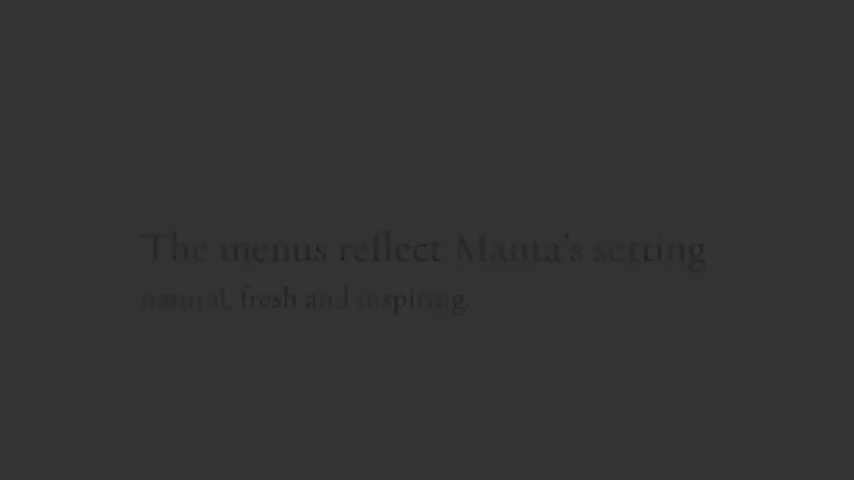 The menus reflect Manta's setting
natural, fresh and inspiring.